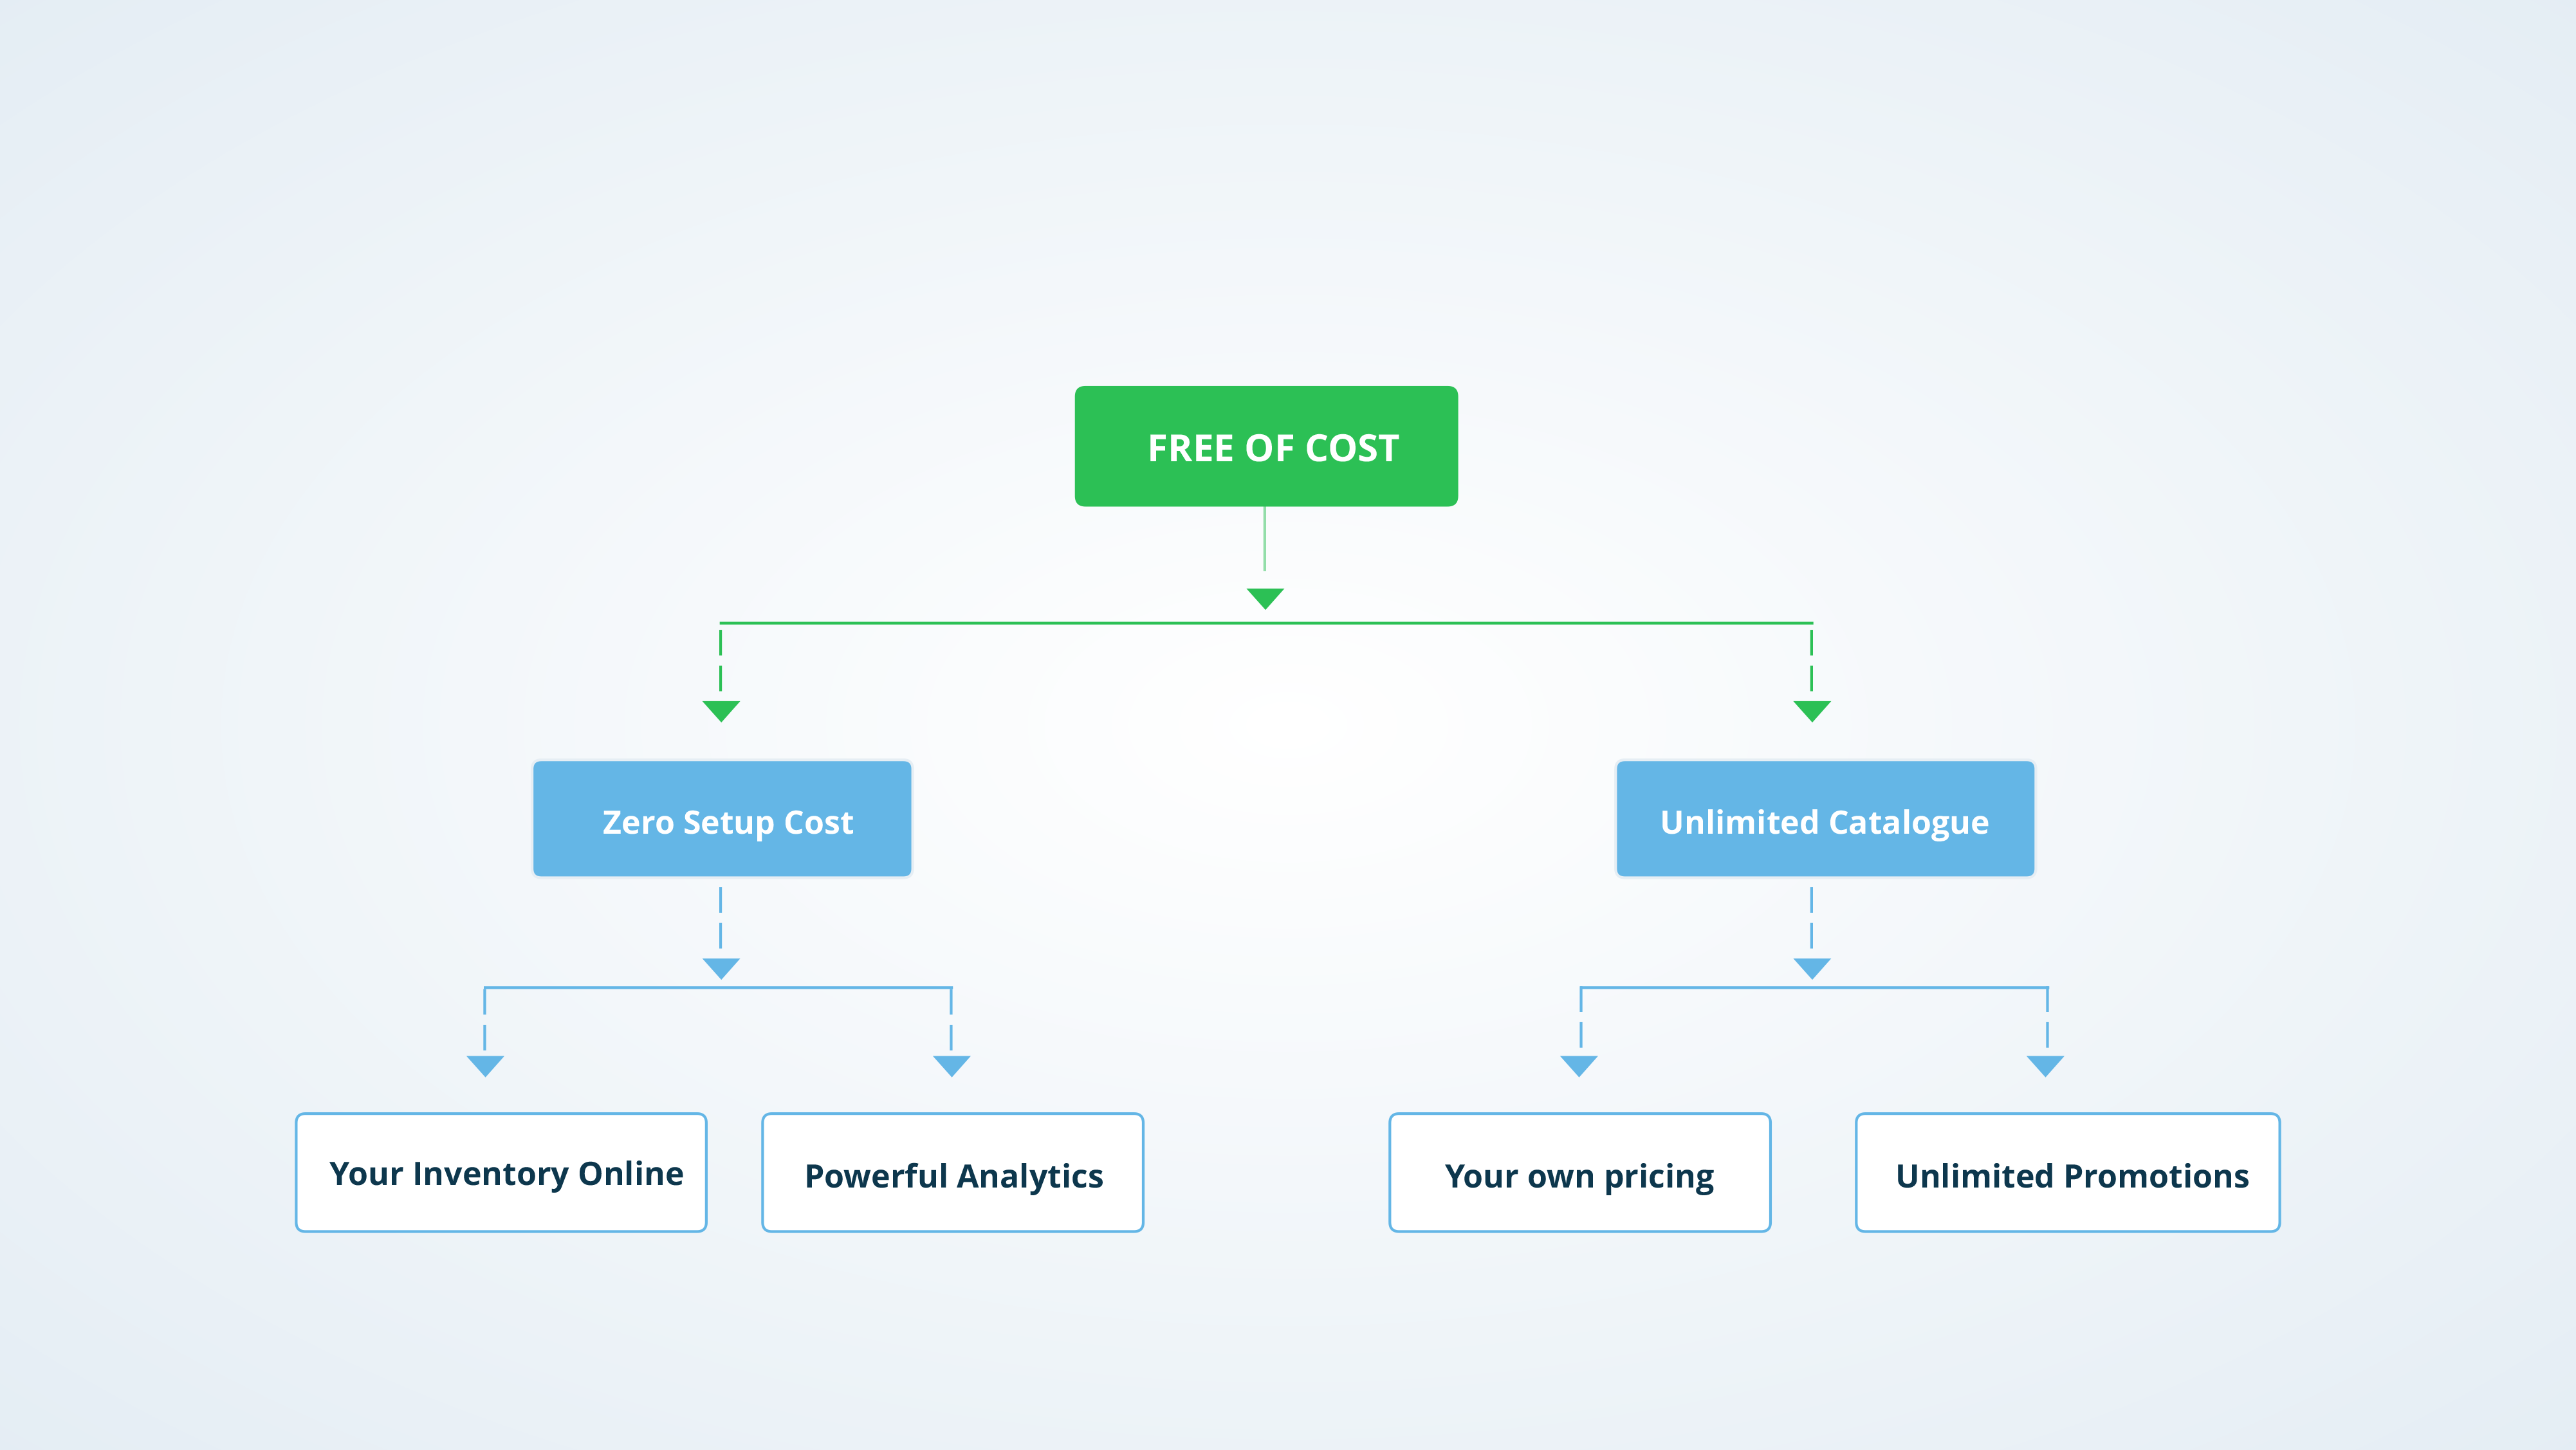 FREE OF COST
Zero Setup Cost
Unlimited Catalogue
Your Inventory Online
Powerful Analytics
Your own pricing
Unlimited Promotions